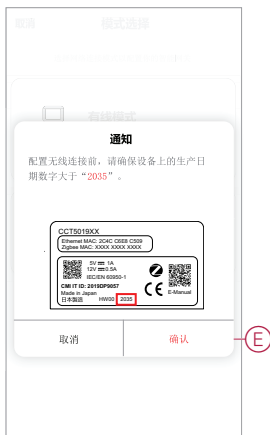 取消
模式选择
有线模式
通知
配置无线连接前，请确保设备上的生产日
期数字大于“2035”。
CCT5019XX
Ethernet MAC: 2C4C C6E8 C509
Zigbee MAC: XXXX XXXX XXXX
5V 1A
12V 0.5A
IEC/EN 60950-1
CMI IT ID: 2019DP9057
Made in Japan
日本製造 HW00 2035
E-Manual
取消
确认
E